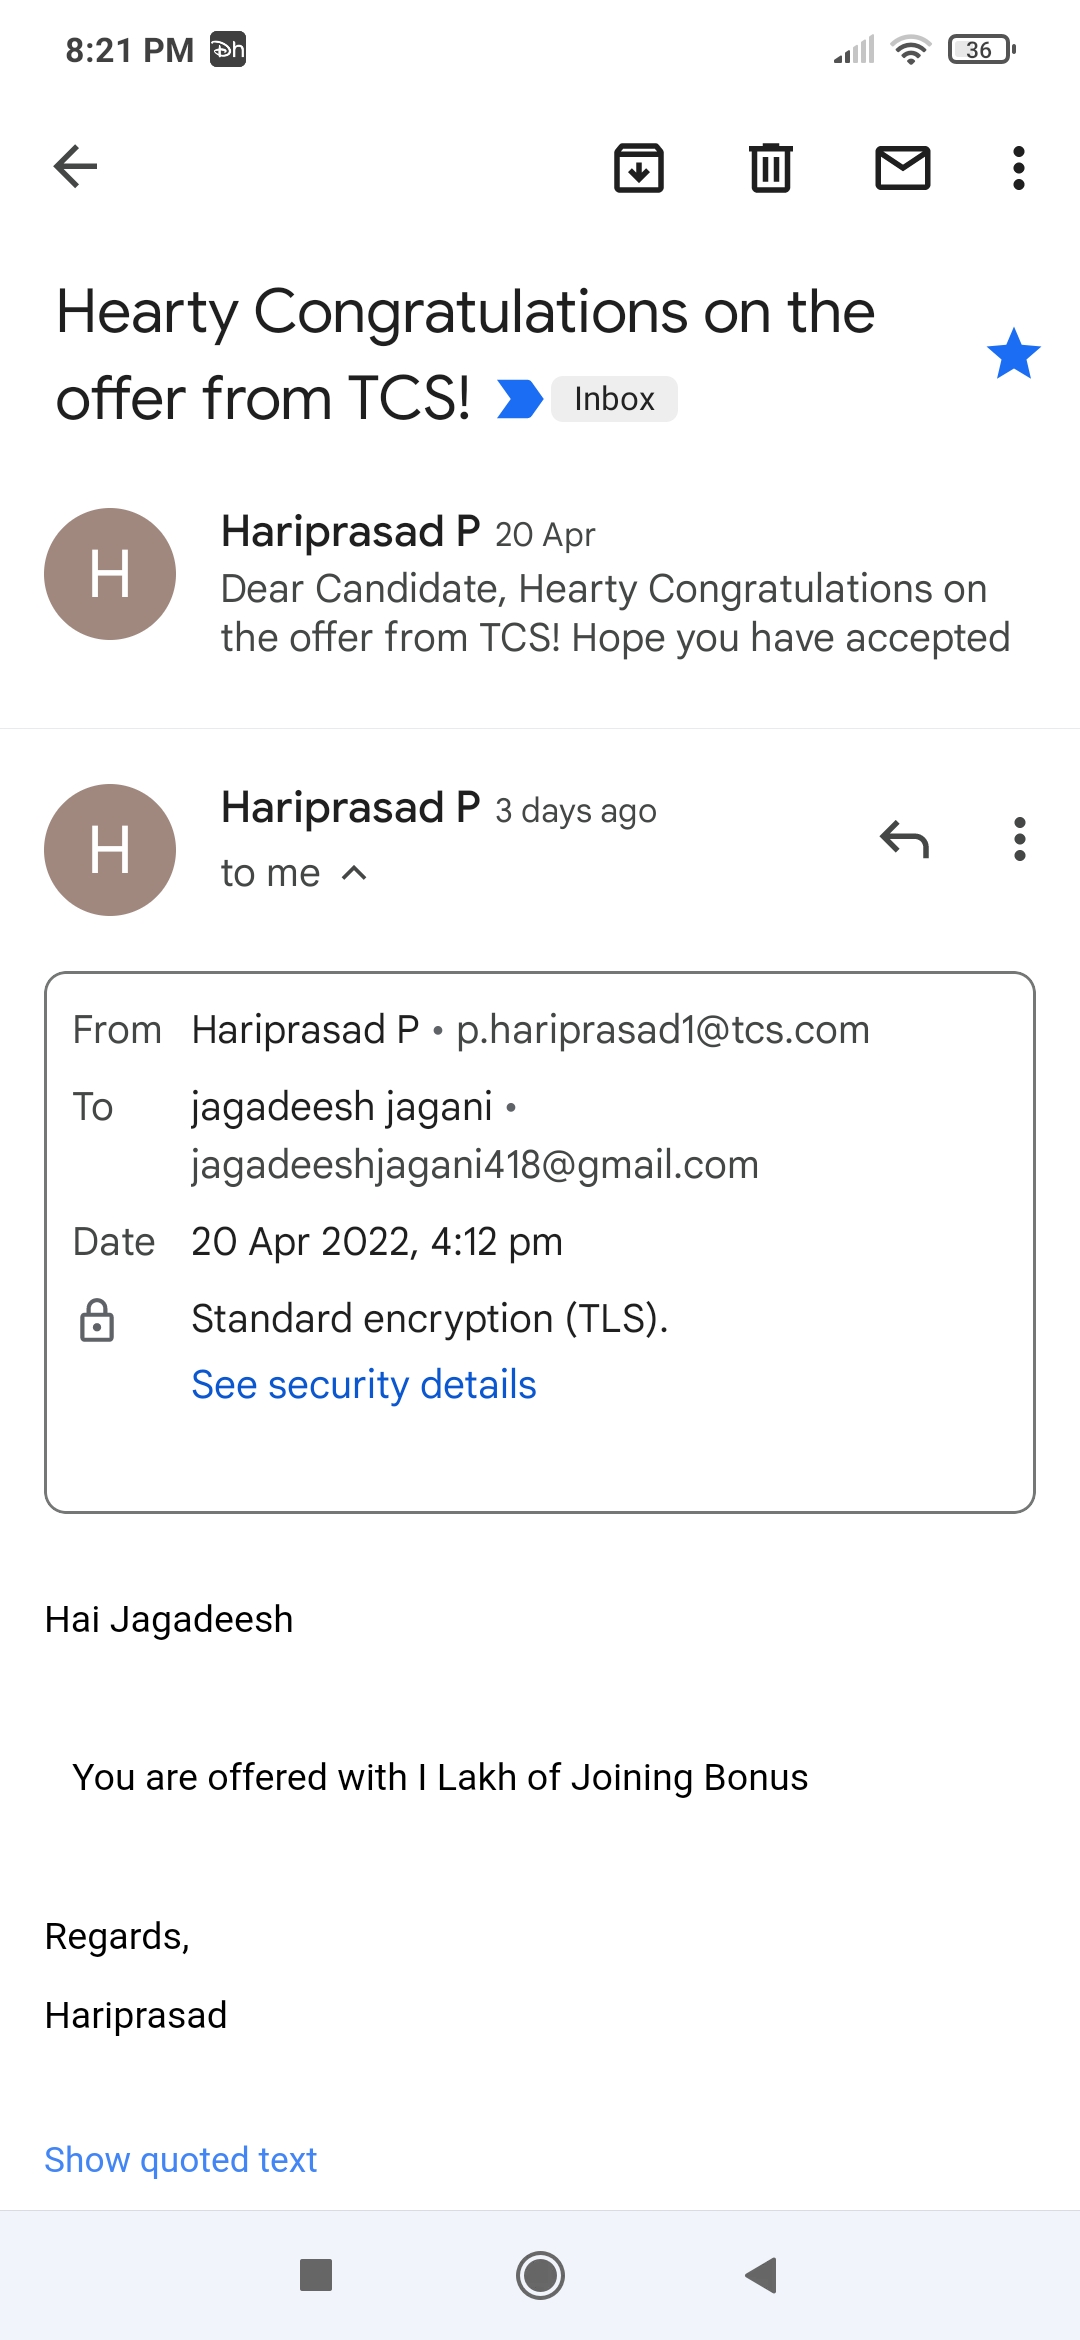 8:21 PM
36
Hearty Congratulations on the
offer from TCS! Inbox
H
Hariprasad P 20 Apr
Dear Candidate, Hearty Congratulations on
the offer from TCS! Hope you have accepted
H
Hariprasad P 3 days ago
to me
From Hariprasad P • p.hariprasad1@tcs.com
To jagadeesh jagani •
jagadeeshjagani418@gmail.com
Date 20 Apr 2022, 4:12 pm
Standard encryption (TLS).
See security details
Hai Jagadeesh
You are offered with I Lakh of Joining Bonus
Regards,
Hariprasad
Show quoted text